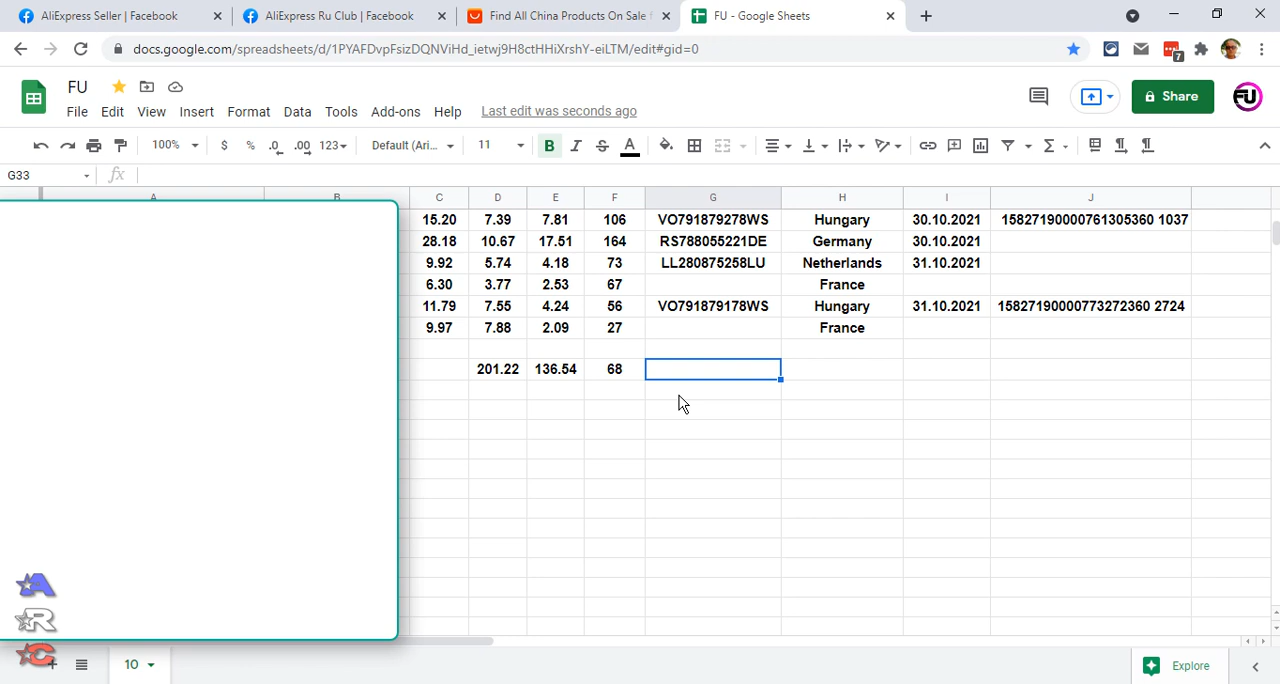 AliExpress Seller | Facebook
AliExpress Ru Club | Facebook
Find All China Products On Sale f
FU - Google Sheets
docs.google.com/spreadsheets/d/1PYAFDvpFsizDQNViHd_ietwj9H8ctHHiXrshY-eiLTM/edit#gid=0
7
FU
File Edit View Insert Format Data Tools Add-ons Help Last edit was seconds ago
Share
FU
100% $ % .0 .00 123 Default (Ari... 11 B I S A
G33 fx
A B C D E F G H I J
15.20 7.39 7.81 106 VO791879278WS Hungary 30.10.2021 15827190000761305360 1037
28.18 10.67 17.51 164 RS788055221DE Germany 30.10.2021
9.92 5.74 4.18 73 LL280875258LU Netherlands 31.10.2021
6.30 3.77 2.53 67 France
11.79 7.55 4.24 56 VO791879178WS Hungary 31.10.2021 15827190000773272360 2724
9.97 7.88 2.09 27 France
201.22 136.54 68
A
R
C
10
Explore